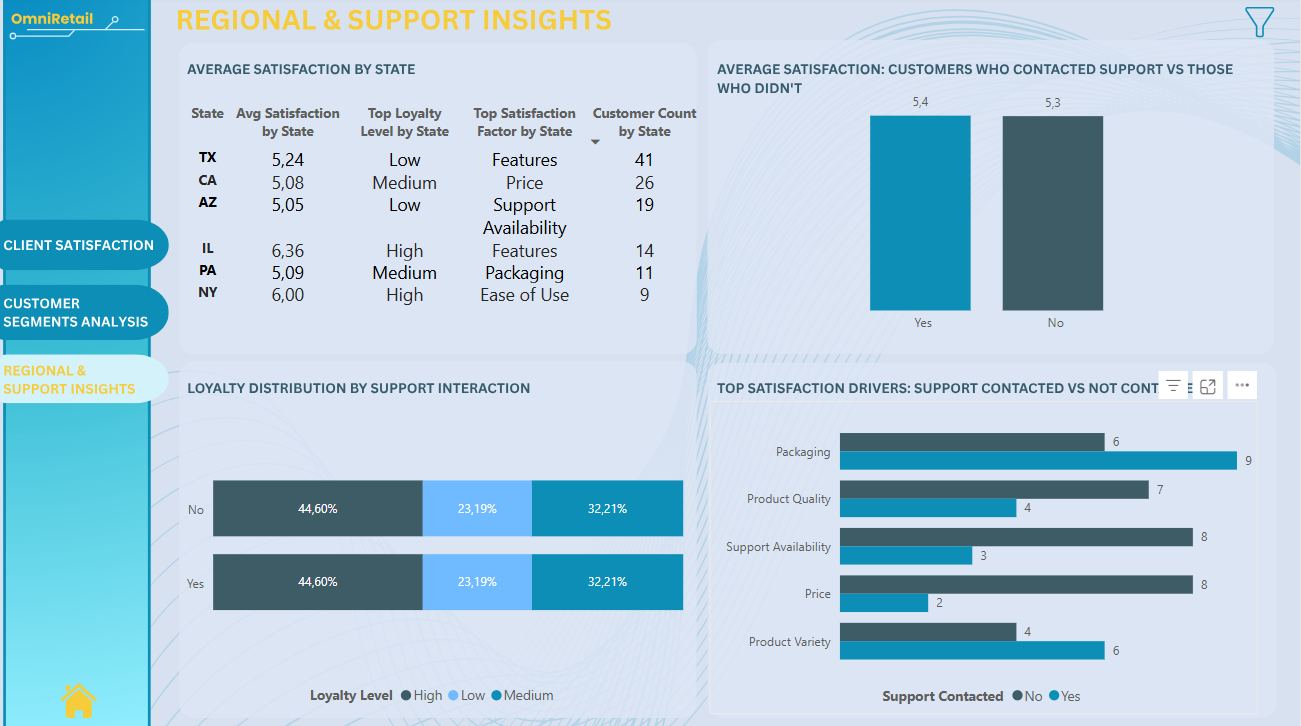 OmniRetail
REGIONAL & SUPPORT INSIGHTS
CLIENT SATISFACTION
CUSTOMER
SEGMENTS ANALYSIS
REGIONAL &
SUPPORT INSIGHTS
AVERAGE SATISFACTION BY STATE
State Avg Satisfaction by State Top Loyalty Level by State Top Satisfaction Factor by State Customer Count by State
TX 5,24 Low Features 41
CA 5,08 Medium Price 26
AZ 5,05 Low Support Availability 19
IL 6,36 High Features 14
PA 5,09 Medium Packaging 11
NY 6,00 High Ease of Use 9
AVERAGE SATISFACTION: CUSTOMERS WHO CONTACTED SUPPORT VS THOSE
WHO DIDN'T
5,4 5,3
Yes No
LOYALTY DISTRIBUTION BY SUPPORT INTERACTION
No 44,60% 23,19% 32,21%
Yes 44,60% 23,19% 32,21%
Loyalty Level High Low Medium
TOP SATISFACTION DRIVERS: SUPPORT CONTACTED VS NOT
Packaging 6
9
Product Quality 7
4
Support Availability 8
3
Price 8
2
Product Variety 4
6
Support Contacted No Yes